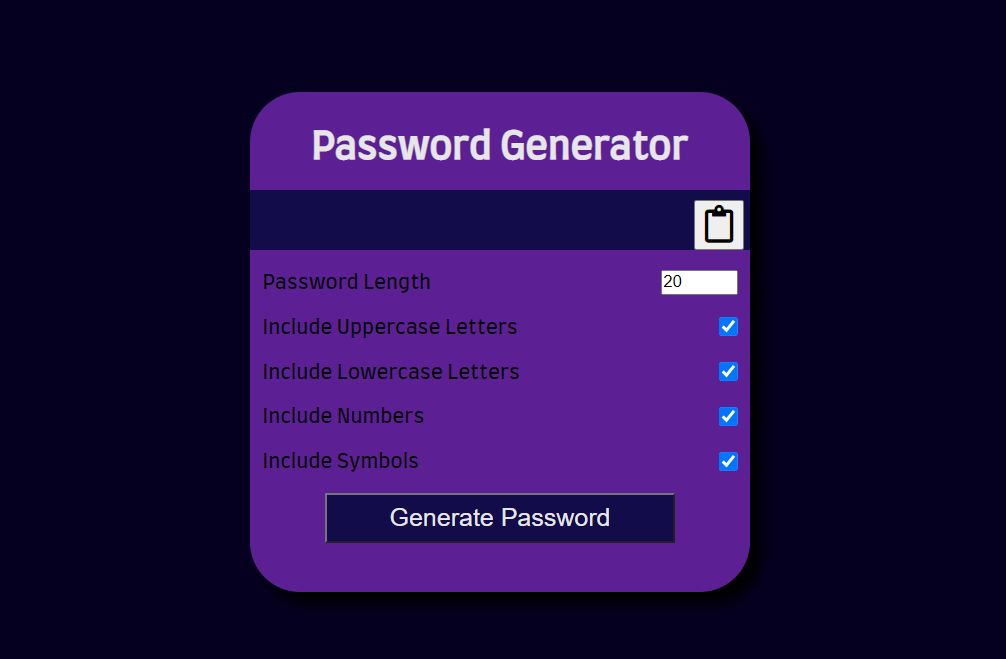 Password Generator
Password Length 20
Include Uppercase Letters
Include Lowercase Letters
Include Numbers
Include Symbols
Generate Password